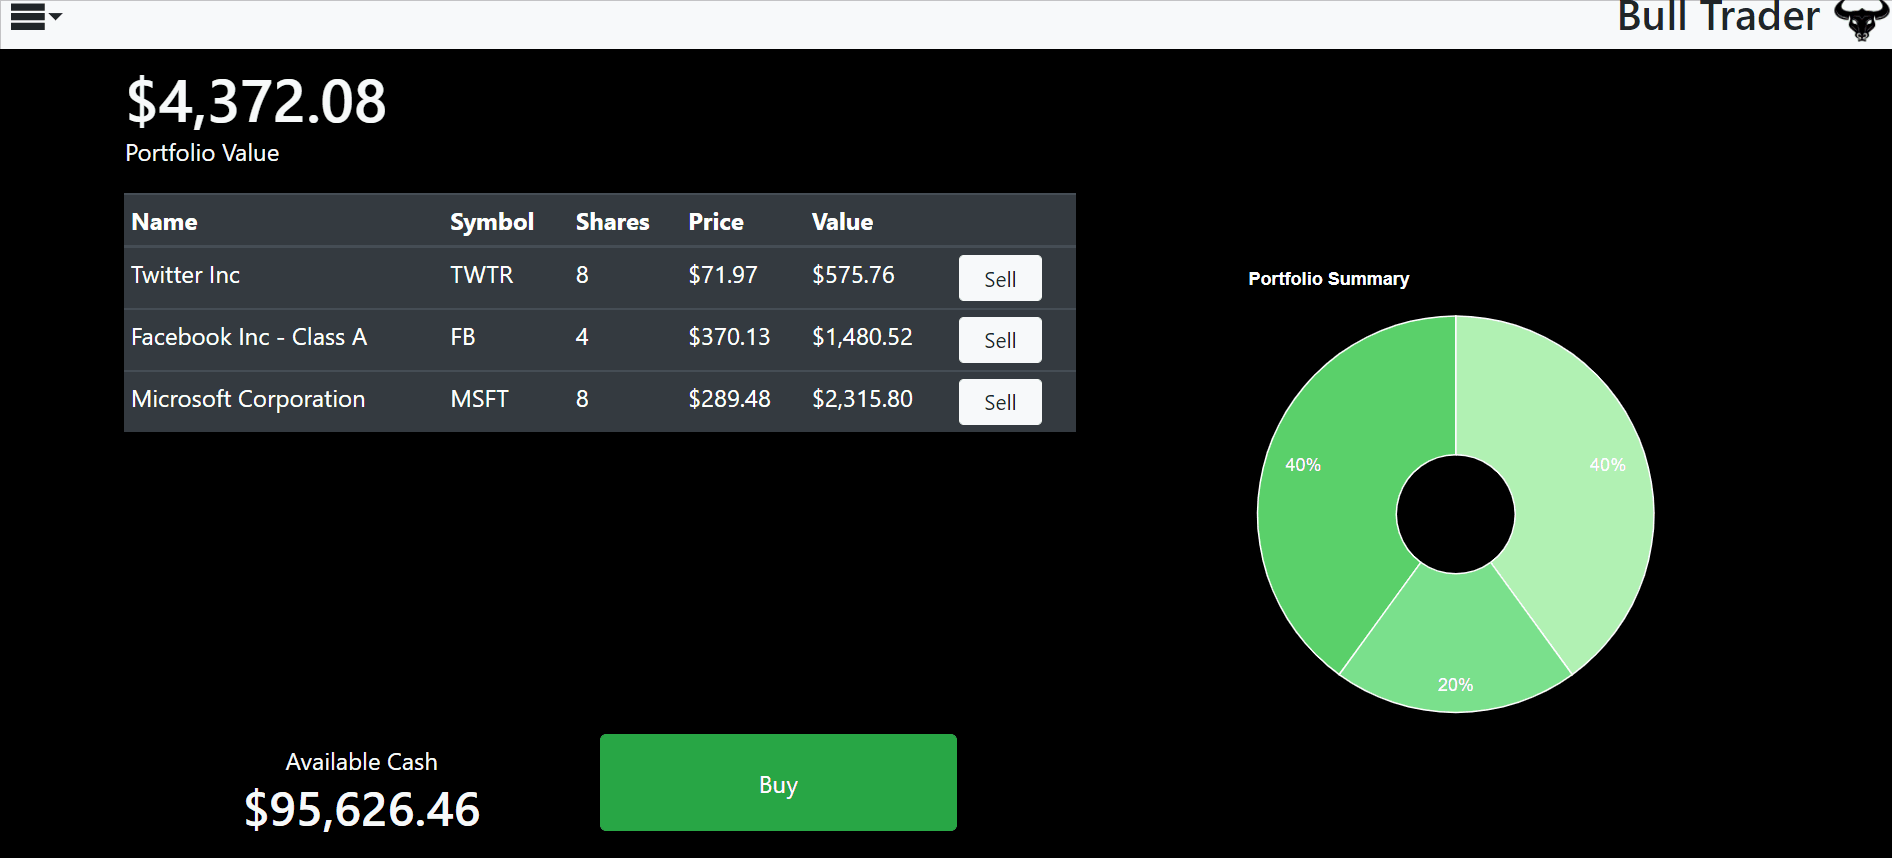 Bull Trader
$4,372.08
Portfolio Value
Name Symbol Shares Price Value
Twitter Inc TWTR 8 $71.97 $575.76 Sell
Facebook Inc - Class A FB 4 $370.13 $1,480.52 Sell
Microsoft Corporation MSFT 8 $289.48 $2,315.80 Sell
Portfolio Summary
40% 40%
20%
Available Cash
$95,626.46
Buy